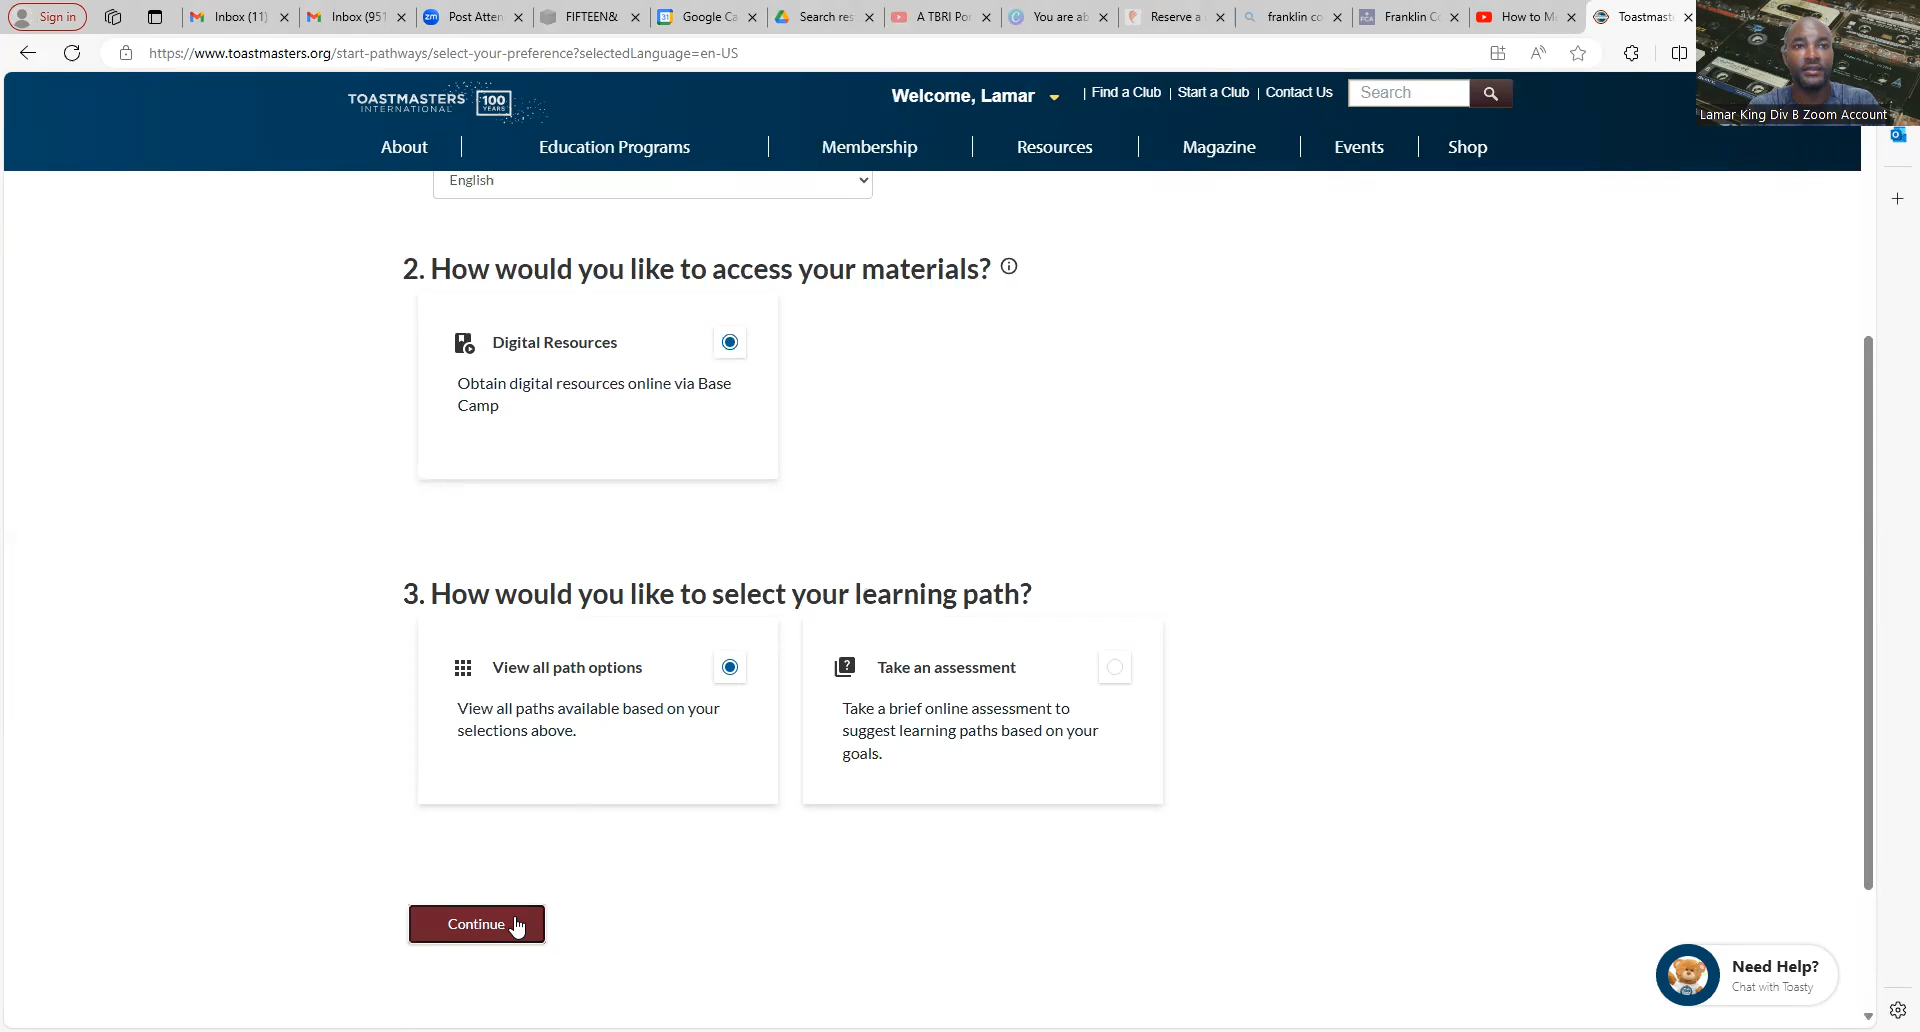 Sign in
Inbox (11)
Inbox (951
Post Atten
FIFTEEN&
Google Ca
Search res
A TBRI Po
You are ab
Reserve a
franklin co
Franklin C
How to M
Toastmast
https://www.toastmasters.org/start-pathways/select-your-preference?selectedLanguage=en-US
Lamar King Div B Zoom Account
TOASTMASTERS
INTERNATIONAL
100
YEARS
Welcome, Lamar
| Find a Club | Start a Club | Contact Us
Search
About
Education Programs
Membership
Resources
Magazine
Events
Shop
English
2. How would you like to access your materials?
Digital Resources
Obtain digital resources online via Base
Camp
3. How would you like to select your learning path?
View all path options
View all paths available based on your
selections above.
Take an assessment
Take a brief online assessment to
suggest learning paths based on your
goals.
Continue
Need Help?
Chat with Toasty